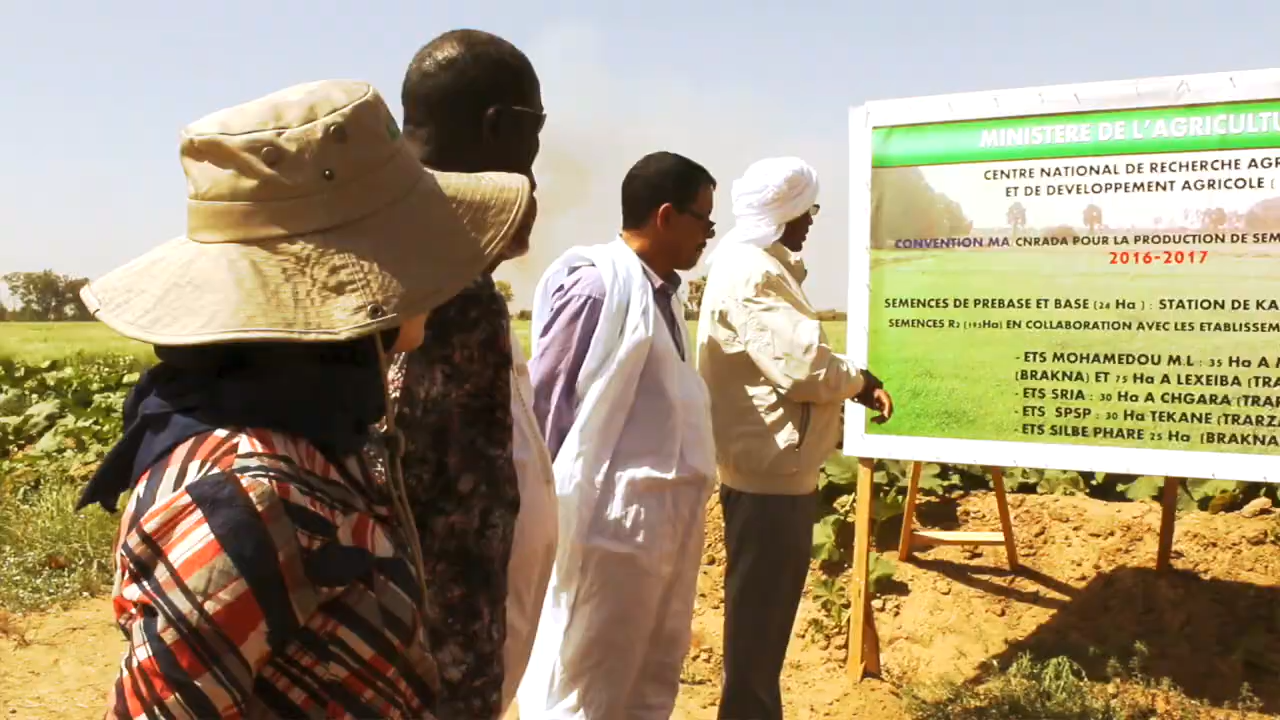 MINISTERE DE L'AGRICULTU
CENTRE NATIONAL DE RECHERCHE AGR
ET DE DEVELOPPEMENT AGRICOLE (
CONVENTION MA CNRADA POUR LA PRODUCTION DE SEM
2016-2017
SEMENCES DE PREBASE ET BASE (24 Ha ) : STATION DE KA
SEMENCES R2 (195Ha) EN COLLABORATION AVEC LES ETABLISSEM
- ETS MOHAMEDOU M.L : 35 Ha A
(BRAKNA) ET 75 Ha A LEXEIBA (TRA
- ETS SRIA : 30 Ha A CHGARA (TRAR
- ETS SPSP : 30 Ha TEKANE (TRARZA
- ETS SILBE PHARE 25 Ha (BRAKNA